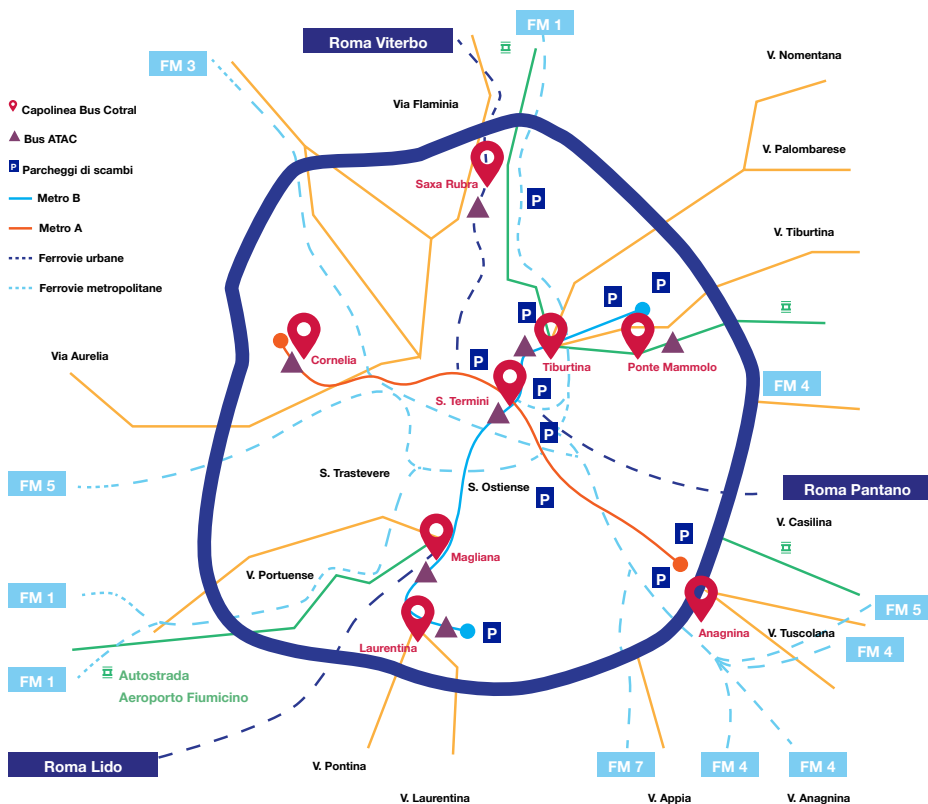 FM 1
Roma Viterbo
V. Nomentana
FM 3
Via Flaminia
Capolinea Bus Cotral
Bus ATAC
V. Palombarese
P Parcheggi di scambi
Saxa Rubra
Metro B
P
Metro A
V. Tiburtina
Ferrovie urbane
Ferrovie metropolitane
P
P
P
Via Aurelia
Cornelia
P
Tiburtina
Ponte Mammolo
FM 4
P
S. Termini
P
S. Trastevere
FM 5
S. Ostiense
Roma Pantano
P
V. Casilina
P
Magliana
V. Portuense
P
FM 1
FM 5
P
Laurentina
Anagnina
V. Tuscolana
FM 4
FM 1
Autostrada
Aeroporto Fiumicino
Roma Lido
V. Pontina
FM 7
FM 4
FM 4
V. Laurentina
V. Appia
V. Anagnina